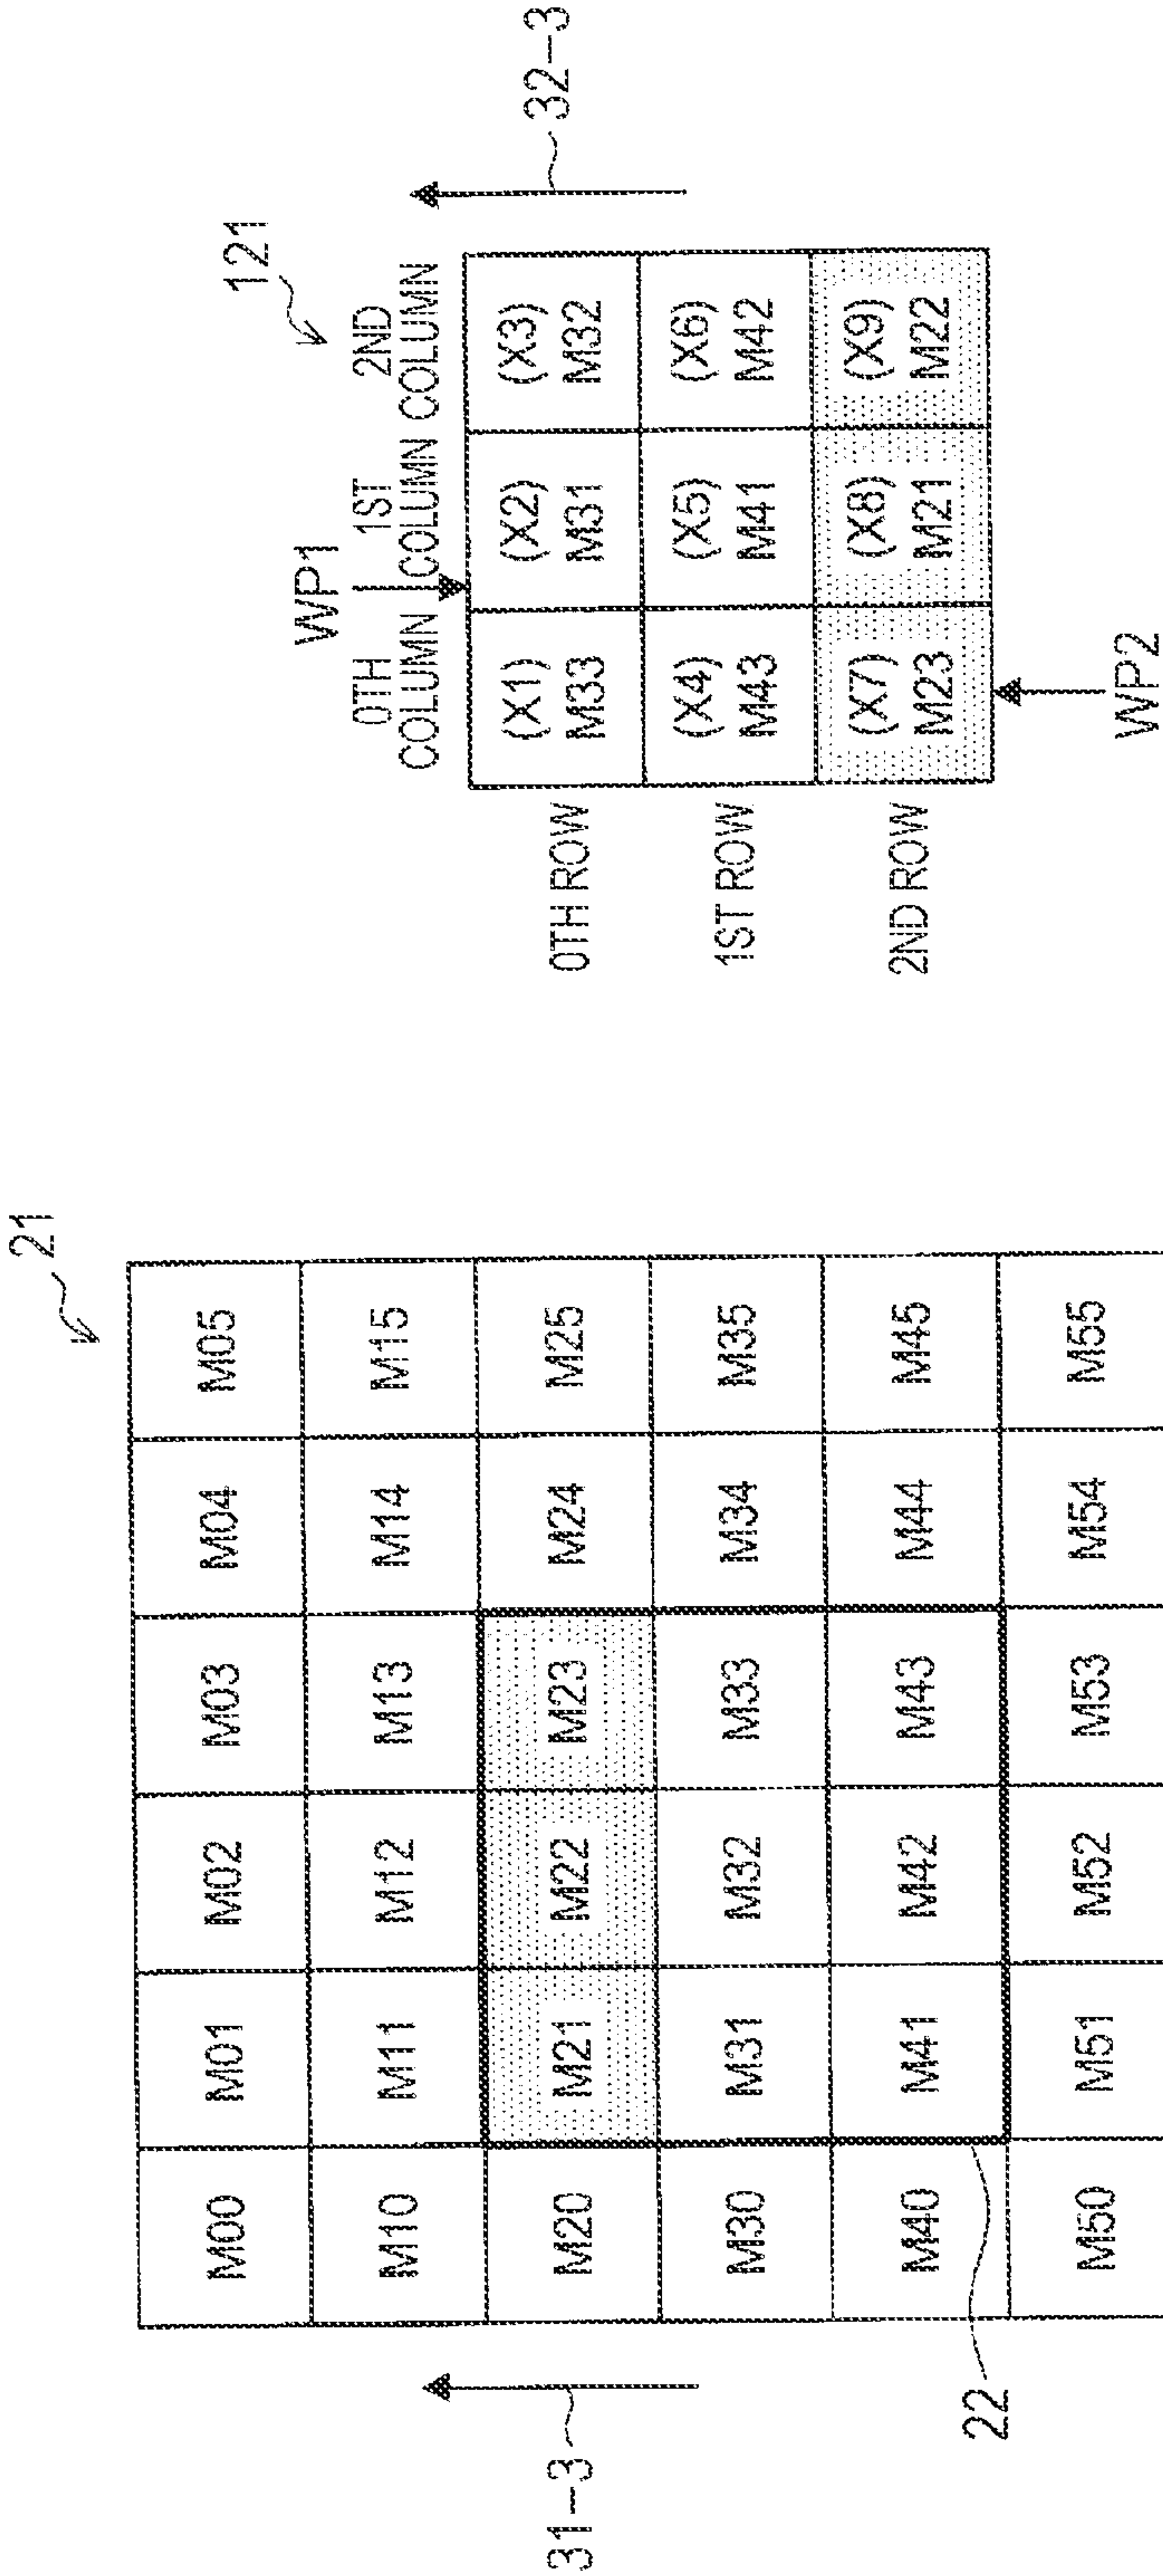 21
M00 M01 M02 M03 M04 M05
M10 M11 M12 M13 M14 M15
M20 M21 M22 M23 M24 M25
M30 M31 M32 M33 M34 M35
M40 M41 M42 M43 M44 M45
M50 M51 M52 M53 M54 M55
31-3
22
121
WP1
0TH COLUMN
1ST COLUMN
2ND COLUMN
32-3
0TH ROW
(X1) (X2) (X3)
M33 M31 M32
1ST ROW
(X4) (X5) (X6)
M43 M41 M42
2ND ROW
(X7) (X8) (X9)
M23 M21 M22
WP2